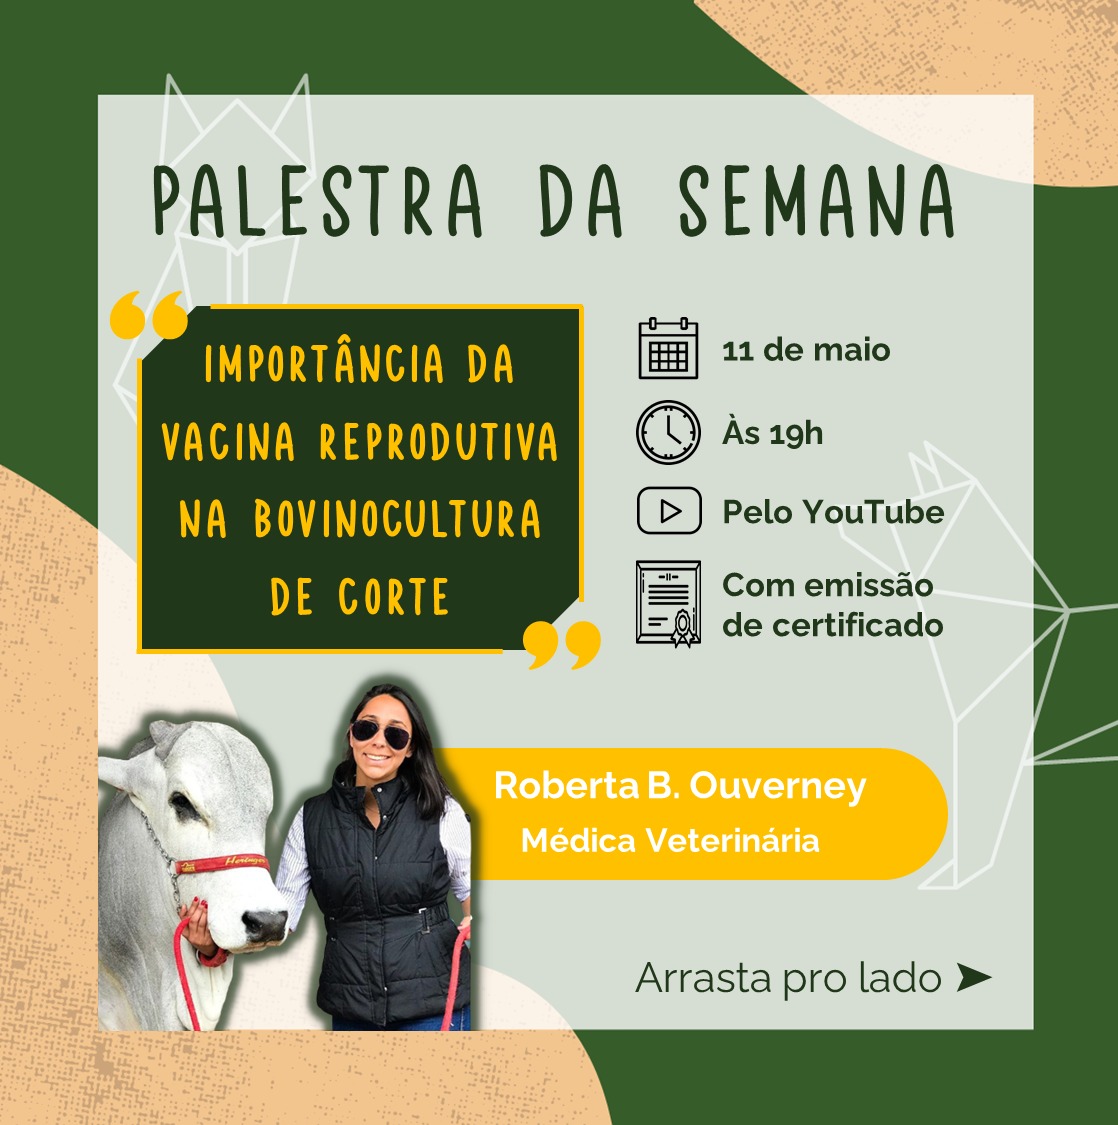 PALESTRA DA SEMANA
IMPORTÂNCIA DA
VACINA REPRODUTIVA
NA BOVINOCULTURA
DE CORTE
11 de maio
Às 19h
Pelo YouTube
Com emissão
de certificado
Roberta B. Ouverney
Médica Veterinária
Arrasta pro lado